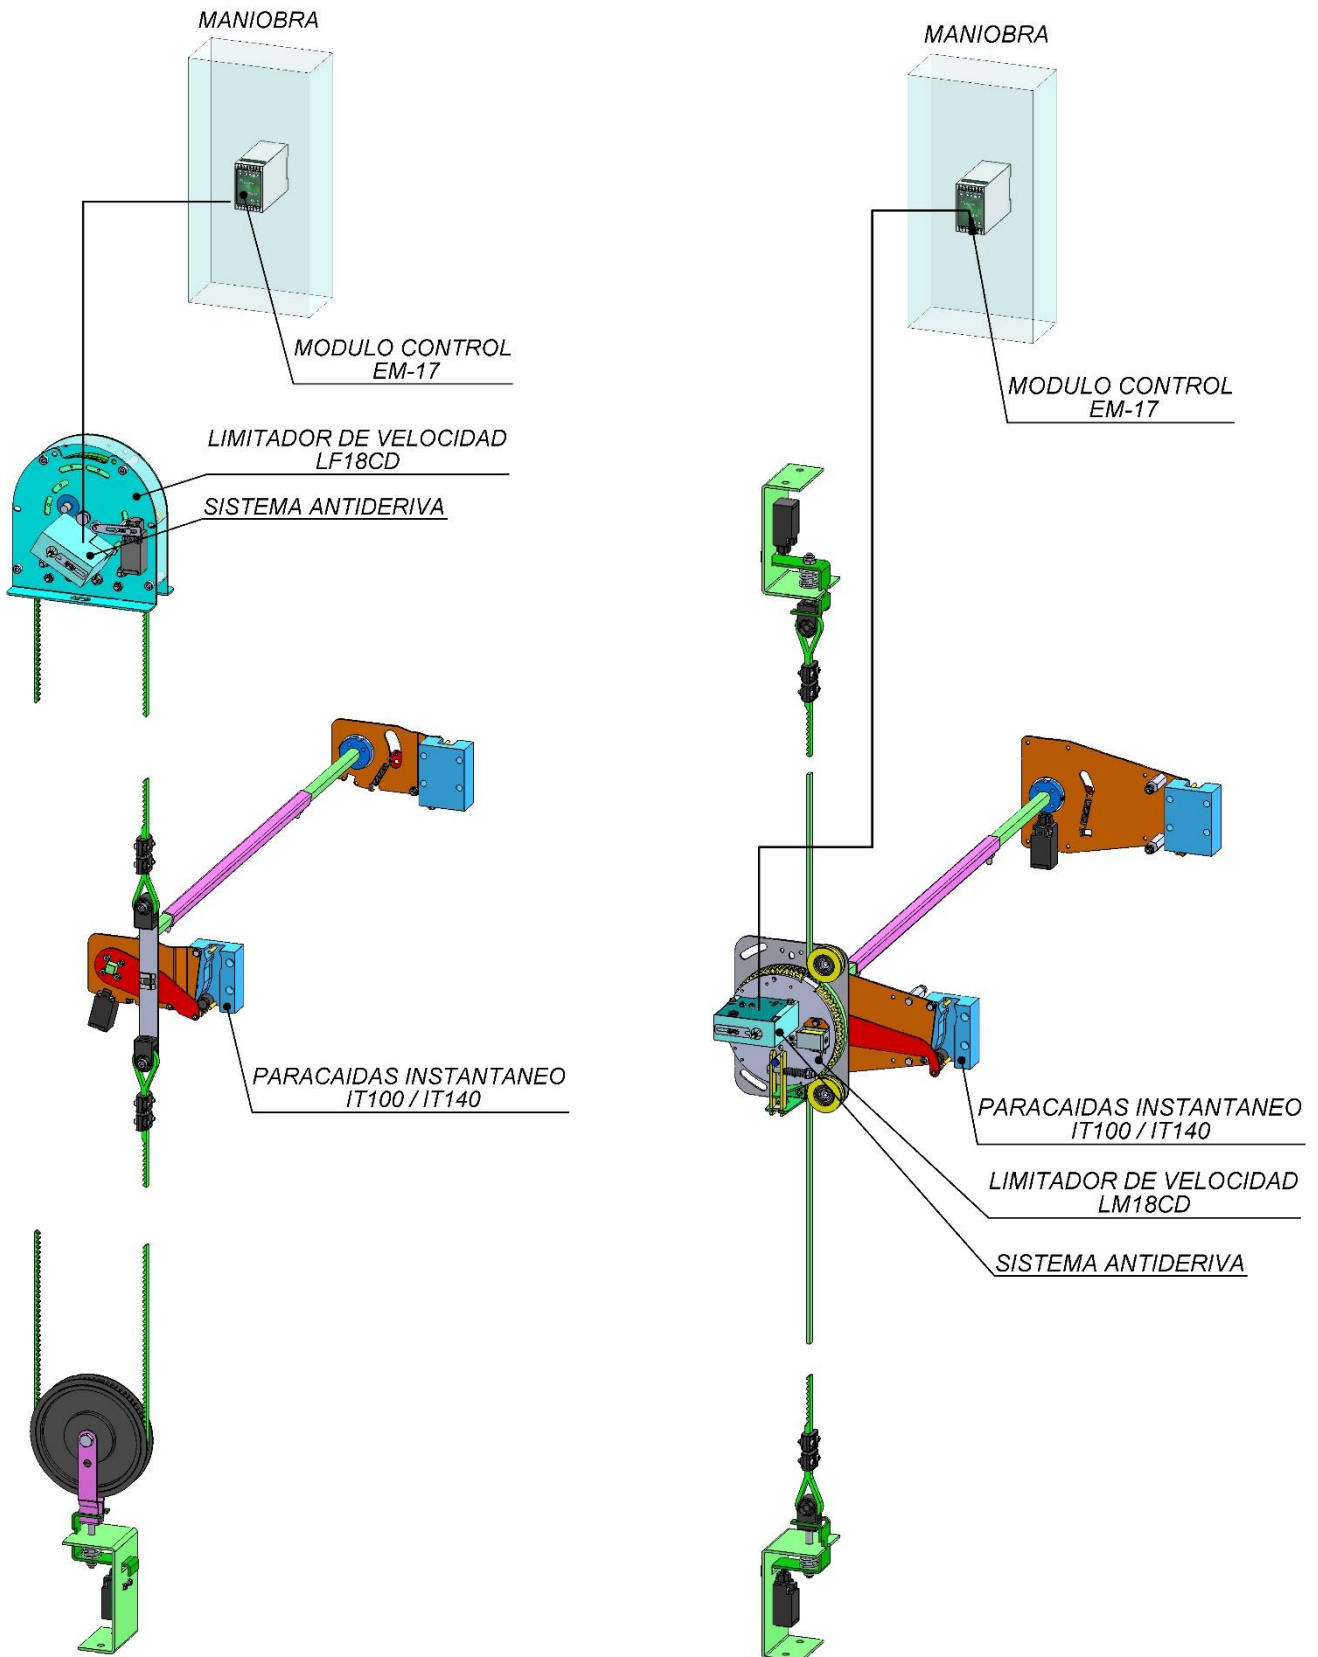 MANIOBRA
MODULO CONTROL
EM-17
LIMITADOR DE VELOCIDAD
LF18CD
SISTEMA ANTIDERIVA
PARACAIDAS INSTANTANEO
IT100 / IT140
MANIOBRA
MODULO CONTROL
EM-17
PARACAIDAS INSTANTANEO
IT100 / IT140
LIMITADOR DE VELOCIDAD
LM18CD
SISTEMA ANTIDERIVA